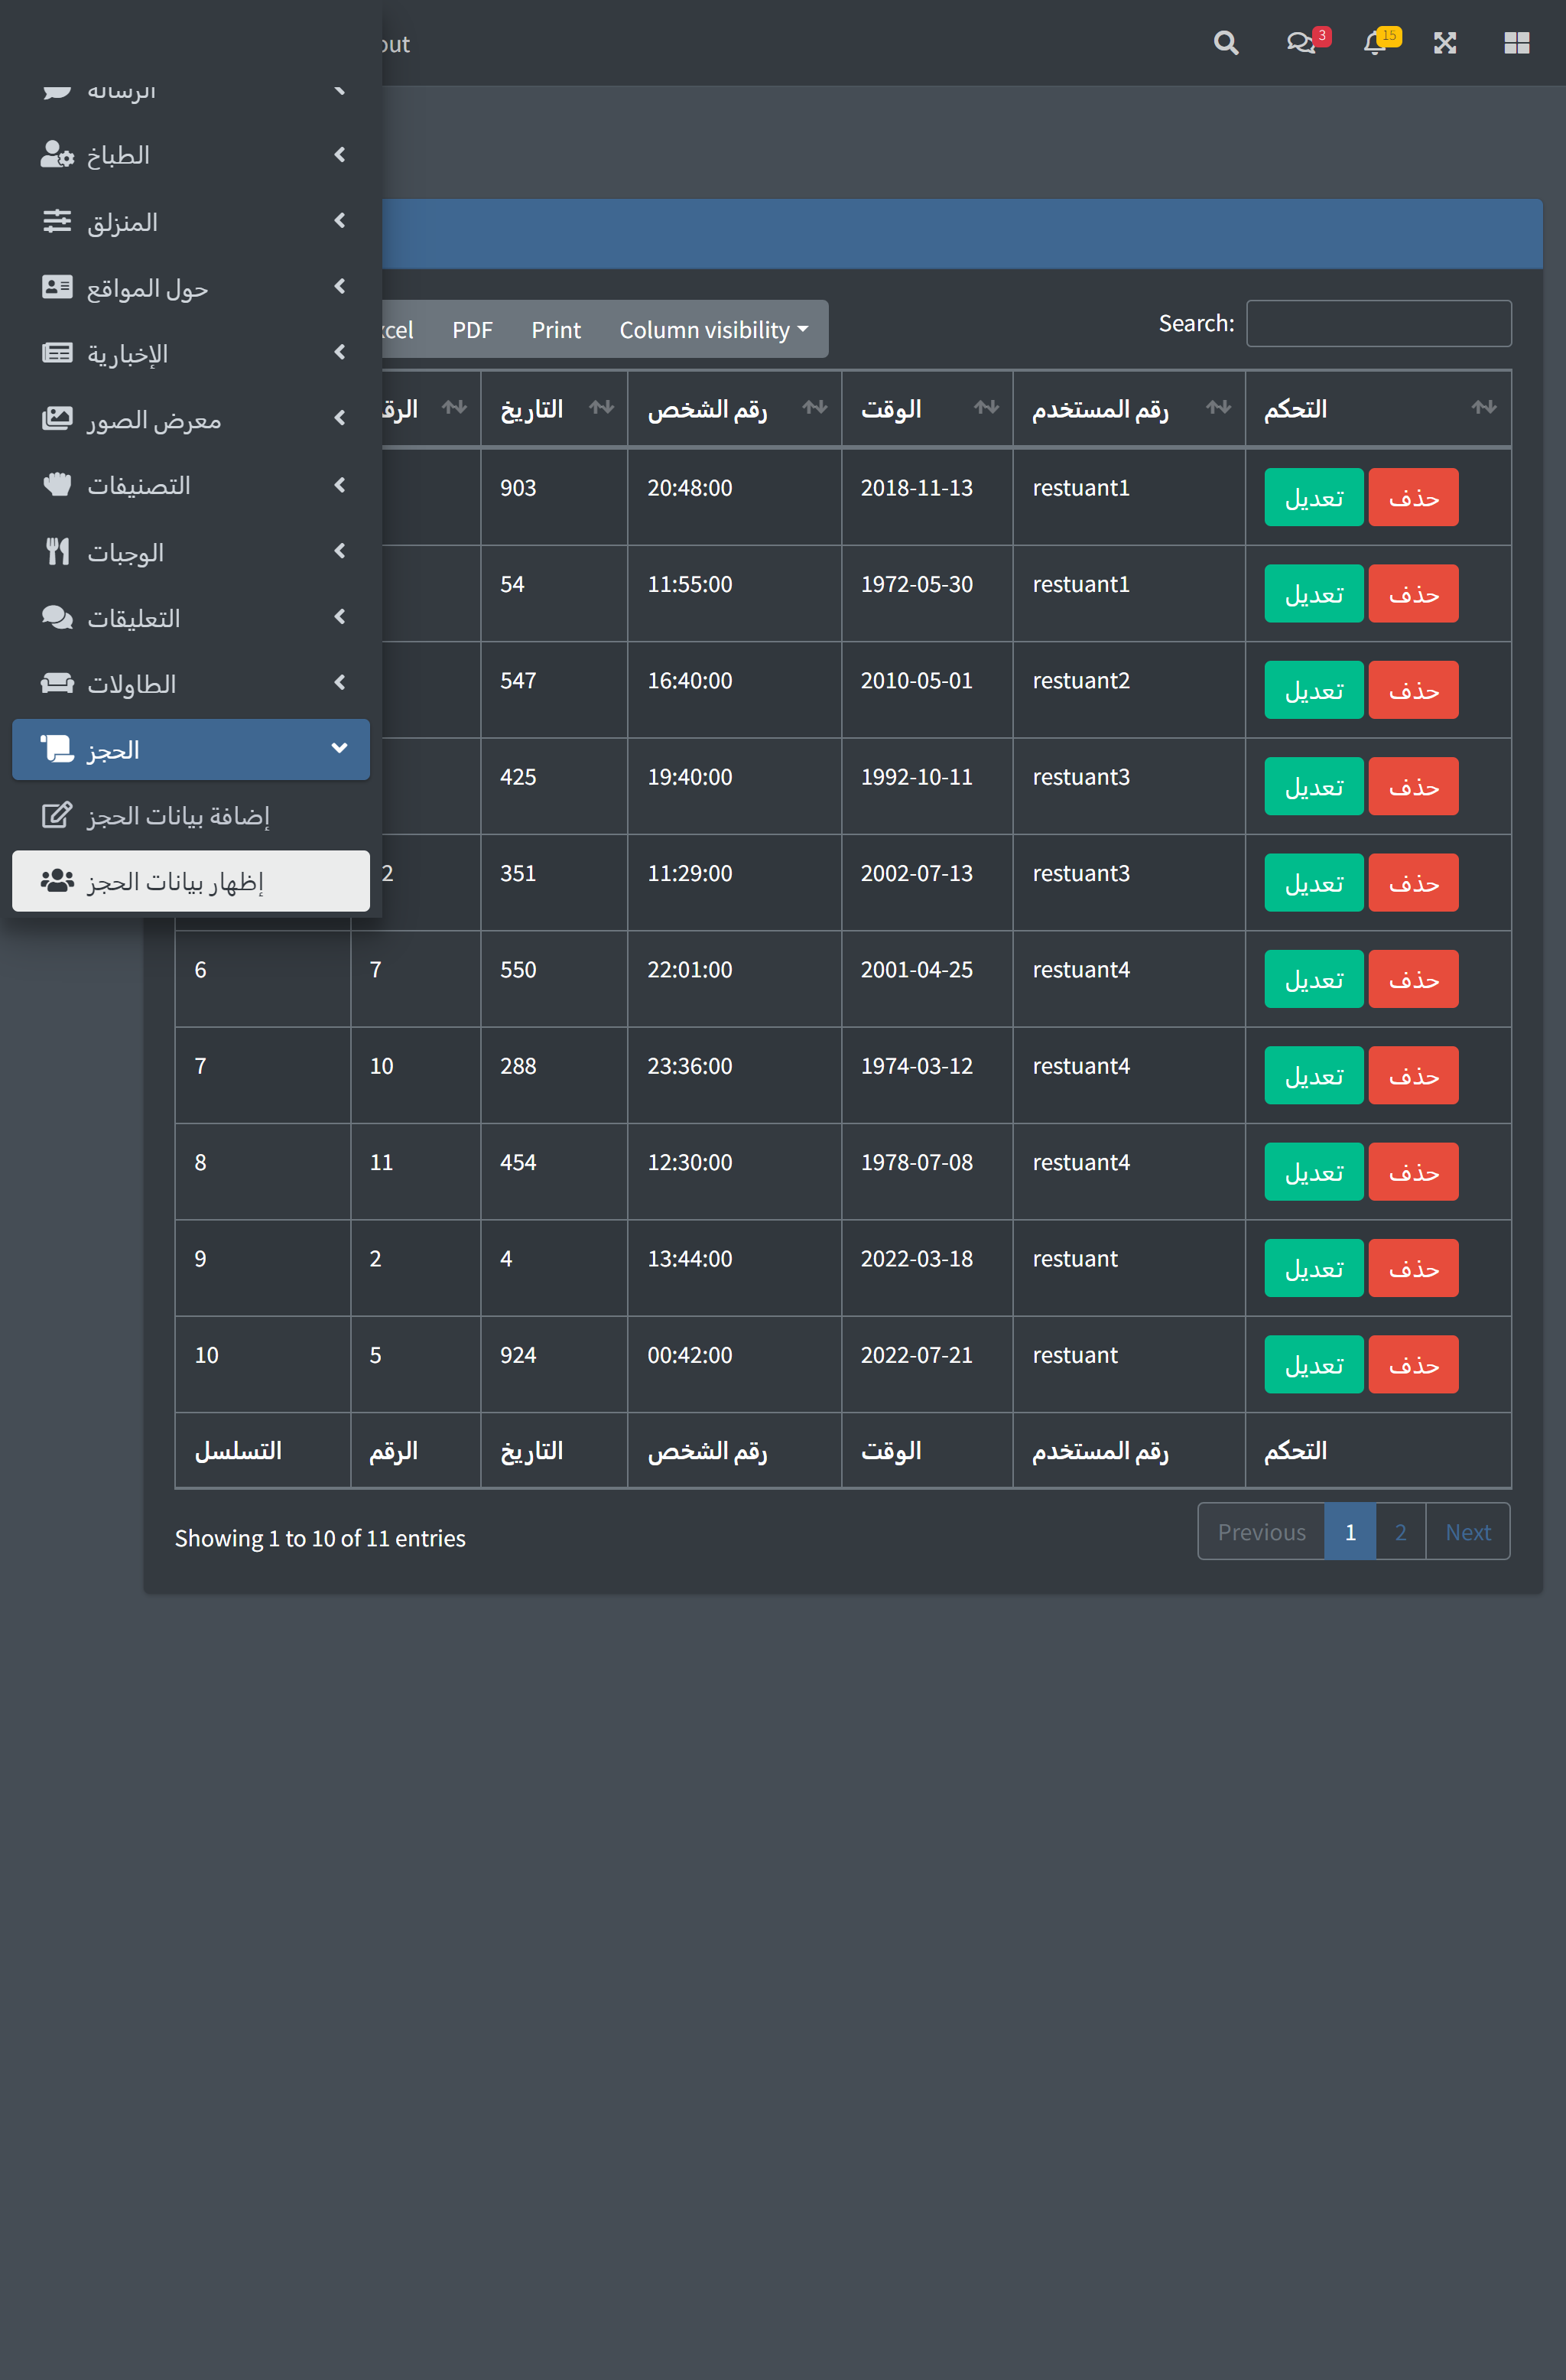 3
15
الطباخ
المنزلق
حول المواقع
الإخبارية
معرض الصور
التصنيفات
الوجبات
التعليقات
الطاولات
الحجز
إضافة بيانات الحجز
إظهار بيانات الحجز
PDF Print Column visibility
Search:
التاريخ رقم الشخص الوقت رقم المستخدم التحكم
903 20:48:00 2018-11-13 restuant1 تعديل حذف
54 11:55:00 1972-05-30 restuant1 تعديل حذف
547 16:40:00 2010-05-01 restuant2 تعديل حذف
425 19:40:00 1992-10-11 restuant3 تعديل حذف
2 351 11:29:00 2002-07-13 restuant3 تعديل حذف
6 7 550 22:01:00 2001-04-25 restuant4 تعديل حذف
7 10 288 23:36:00 1974-03-12 restuant4 تعديل حذف
8 11 454 12:30:00 1978-07-08 restuant4 تعديل حذف
9 2 4 13:44:00 2022-03-18 restuant تعديل حذف
10 5 924 00:42:00 2022-07-21 restuant تعديل حذف
التسلسل الرقم التاريخ رقم الشخص الوقت رقم المستخدم التحكم
Showing 1 to 10 of 11 entries
Previous 1 2 Next